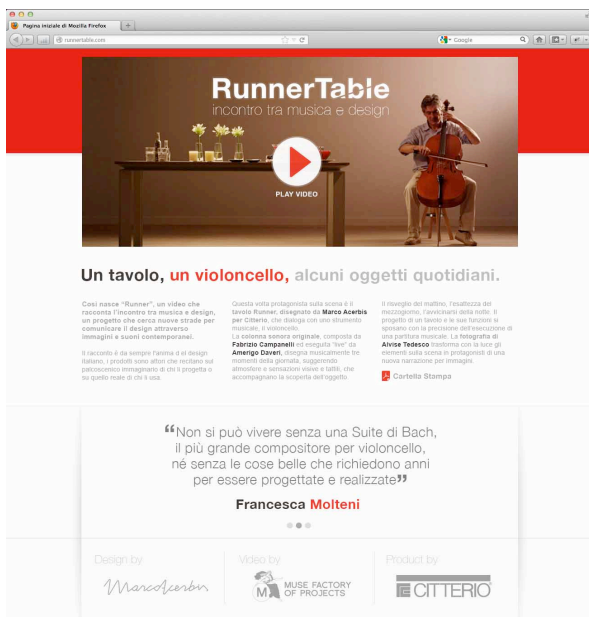 Pagina iniziale di Mozilla Firefox
runnertable.com
Google
RunnerTable
incontro tra musica e design
PLAY VIDEO
Un tavolo, un violoncello, alcuni oggetti quotidiani.
Così nasce “Runner”, un video che
racconta l'incontro tra musica e design,
un progetto che cerca nuove strade per
comunicare il design attraverso
immagini e suoni contemporanei.
Il racconto è da sempre l'anima d el design
italiano, i prodotti sono attori che recitano sul
palcoscenico immaginario di chi li progetta o
su quello reale di chi li usa.
Questa volta protagonista sulla scena è il
tavolo Runner, disegnato da Marco Acerbis
per Citterio, che dialoga con uno strumento
musicale, il violoncello.
La colonna sonora originale, composta da
Fabrizio Campanelli ed eseguita “live” da
Amerigo Daveri, disegna musicalmente tre
momenti della giornata, suggerendo
atmosfere e sensazioni visive e tattili, che
accompagnano la scoperta dell'oggetto.
Il risveglio del mattino, l'esattezza del
mezzogiorno, l'avvicinarsi della notte. Il
progetto di un tavolo e le sue funzioni si
sposano con la precisione dell'esecuzione di
una partitura musicale. La fotografia di
Alvise Tedesco trasforma con la luce gli
elementi sulla scena in protagonisti di una
nuova narrazione per immagini.
Cartella Stampa
“Non si può vivere senza una Suite di Bach,
il più grande compositore per violoncello,
né senza le cose belle che richiedono anni
per essere progettate e realizzate”
Francesca Molteni
Design by
Video by
Product by
MUSE FACTORY
OF PROJECTS
CITTERIO